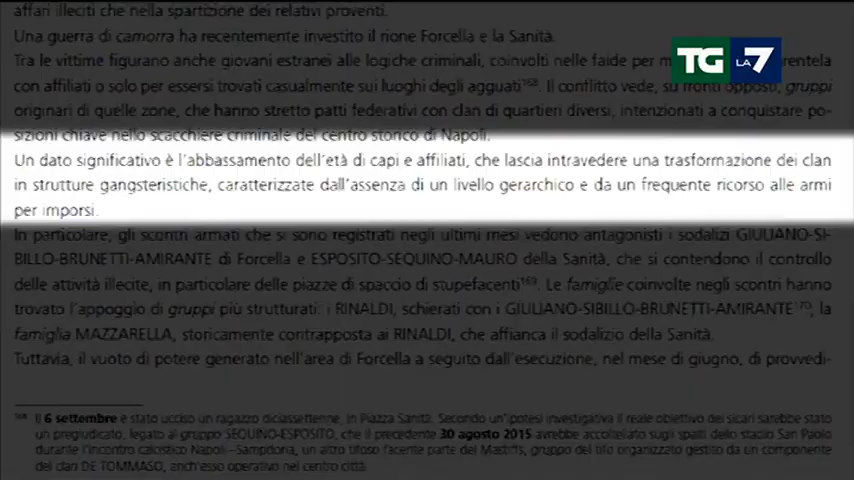 affari illeciti che nella spartizione dei relativi proventi.
Una guerra di camorra ha recentemente investito il rione Forcella e la Sanità.
Tra le vittime figurano anche giovani estranei alle logiche criminali, coinvolti nelle faide per m rentela
con affiliati o solo per essersi trovati casualmente sui luoghi degli agguati¹⁶⁸. Il conflitto vede, su fronti opposti, gruppi
originari di quelle zone, che hanno stretto patti federativi con clan di quartieri diversi, intenzionati a conquistare po-
sizioni chiave nello scacchiere criminale del centro storico di Napoli.
Un dato significativo è l'abbassamento dell'età di capi e affiliati, che lascia intravedere una trasformazione dei clan
in strutture gangsteristiche, caratterizzate dall'assenza di un livello gerarchico e da un frequente ricorso alle armi
per imporsi.
In particolare, gli scontri armati che si sono registrati negli ultimi mesi vedono antagonisti i sodalizi GIULIANO-SI-
BILLO-BRUNETTI-AMIRANTE di Forcella e ESPOSITO-SEQUINO-MAURO della Sanità, che si contendono il controllo
delle attività illecite, in particolare delle piazze di spaccio di stupefacenti¹⁶⁹. Le famiglie coinvolte negli scontri hanno
trovato l'appoggio di gruppi più strutturati: i RINALDI, schierati con i GIULIANO-SIBILLO-BRUNETTI-AMIRANTE¹⁷⁰, la
famiglia MAZZARELLA, storicamente contrapposta ai RINALDI, che affianca il sodalizio della Sanità.
Tuttavia, il vuoto di potere generato nell'area di Forcella a seguito dall'esecuzione, nel mese di giugno, di provvedi-
¹⁶⁸ Il 6 settembre è stato ucciso un ragazzo diciassettenne, in Piazza Sanità. Secondo un'ipotesi investigativa il reale obiettivo dei sicari sarebbe stato
un pregiudicato, legato al gruppo SEQUINO-ESPOSITO, che il precedente 30 agosto 2015 avrebbe accoltellato sugli spalti dello stadio San Paolo
durante l'incontro calcistico Napoli –Sampdoria, un altro tifoso facente parte dei Mastiffs, gruppo del tifo organizzato gestito da un componente
del clan DE TOMMASO, anch'esso operativo nel centro città.
TG LA 7